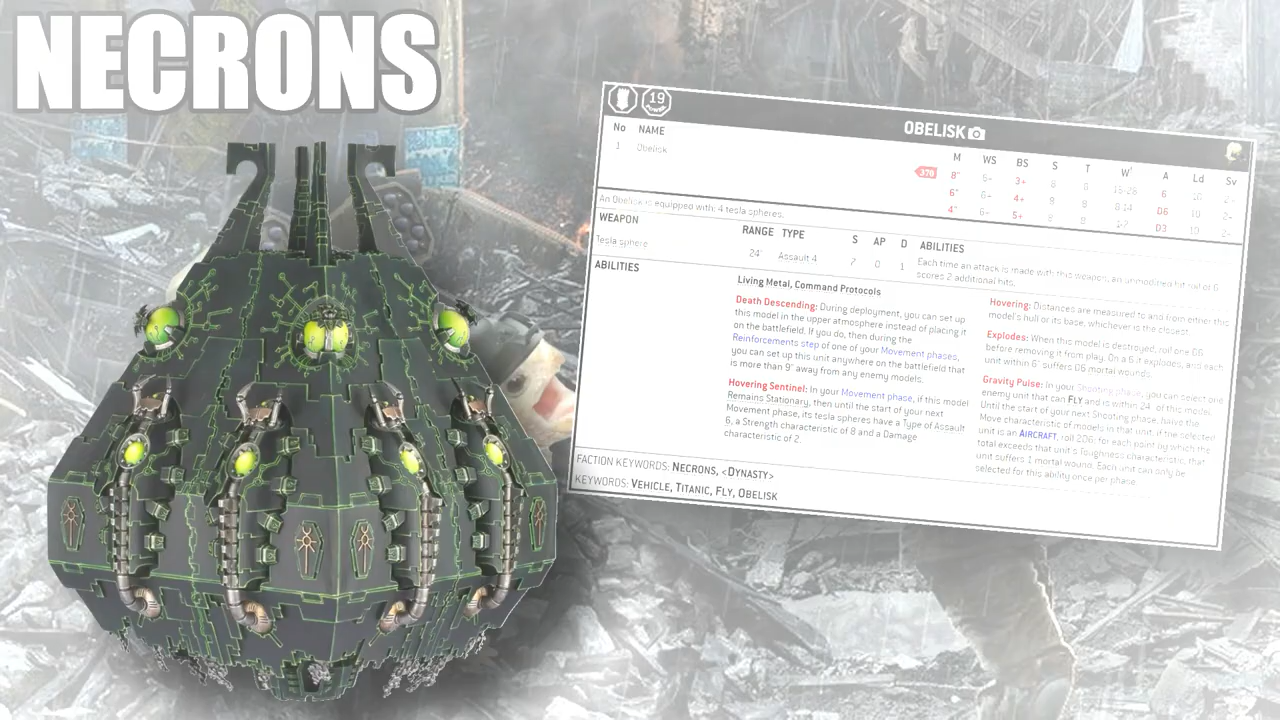 NECRONS
19
POWER
OBELISK
No NAME M WS BS S T W A Ld Sv
1 Obelisk 370 8" 6+ 3+ 8 8 15-28 6 10 2+
6" 6+ 4+ 8 8 8-14 D6 10 2+
4" 6+ 5+ 8 8 1-7 D3 10 2+
An Obelisk is equipped with: 4 tesla spheres.
WEAPON RANGE TYPE S AP D ABILITIES
Tesla sphere 24" Assault 4 7 0 1 Each time an attack is made with this weapon, an unmodified hit roll of 6
scores 2 additional hits.
ABILITIES
Living Metal, Command Protocols
Death Descending: During deployment, you can set up
this model in the upper atmosphere instead of placing it
on the battlefield. If you do, then during the
Reinforcements step of one of your Movement phases,
you can set up this unit anywhere on the battlefield that
is more than 9" away from any enemy models.
Hovering Sentinel: In your Movement phase, if this model
Remains Stationary, then until the start of your next
Movement phase, its tesla spheres have a Type of Assault
6, a Strength characteristic of 8 and a Damage
characteristic of 2.
Hovering: Distances are measured to and from either this
model's hull or its base, whichever is the closest.
Explodes: When this model is destroyed, roll one D6
before removing it from play. On a 6 it explodes, and each
unit within 6" suffers D6 mortal wounds.
Gravity Pulse: In your Shooting phase, you can select one
enemy unit that can FLY and is within 24" of this model.
Until the start of your next Shooting phase, halve the
Move characteristic of models in that unit. If the selected
unit is an AIRCRAFT, roll 2D6: for each point by which the
total exceeds that unit's Toughness characteristic, that
unit suffers 1 mortal wound. Each unit can only be
selected for this ability once per phase.
FACTION KEYWORDS: NECRONS, <DYNASTY>
KEYWORDS: VEHICLE, TITANIC, FLY, OBELISK